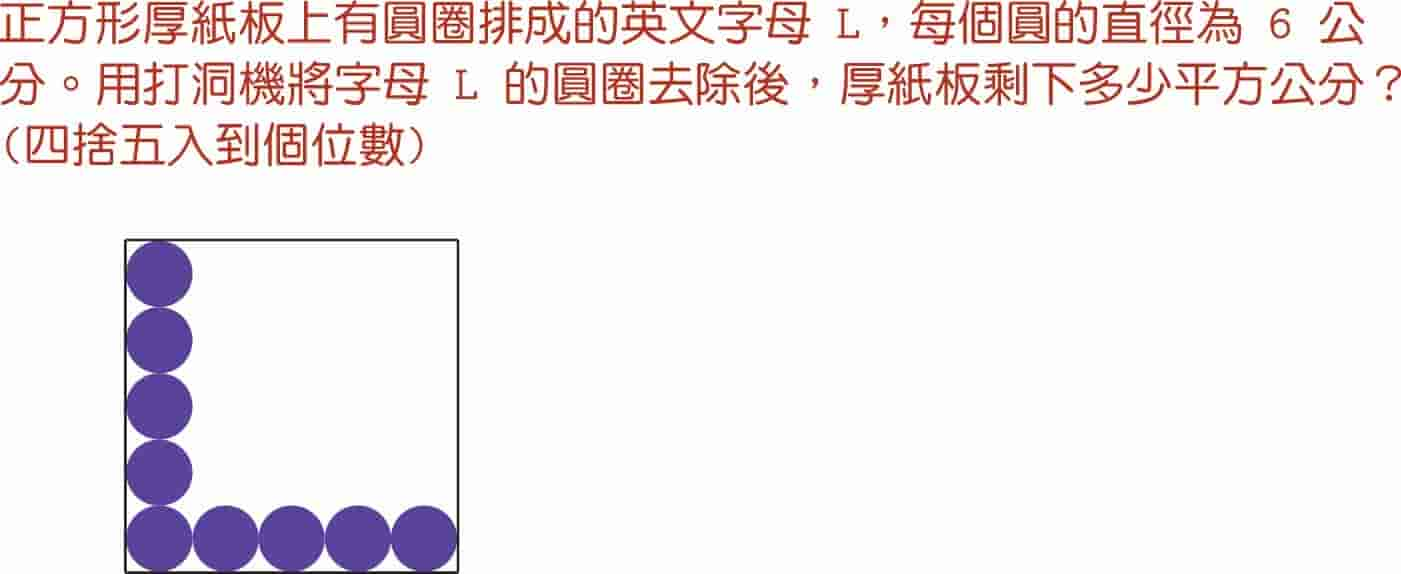 正方形厚紙板上有圓圈排成的英文字母 L，每個圓的直徑為 6 公
分。用打洞機將字母 L 的圓圈去除後，厚紙板剩下多少平方公分？
(四捨五入到個位數)